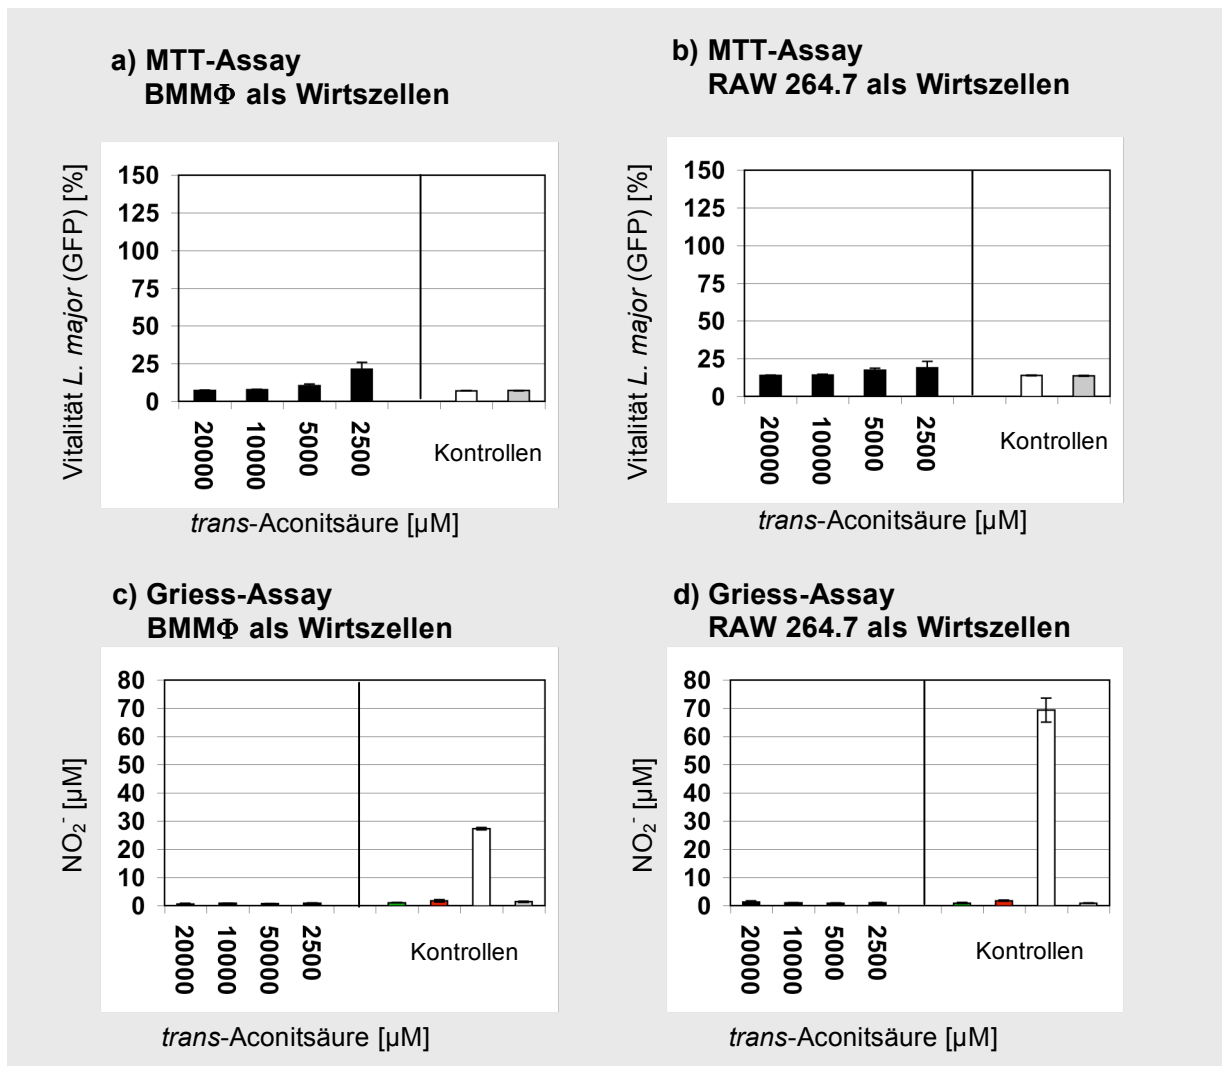 a) MTT-Assay
BMMΦ als Wirtszellen
Vitalität L. major (GFP) [%]
150
125
100
75
50
25
0
20000
10000
5000
2500
Kontrollen
trans-Aconitsäure [µM]
b) MTT-Assay
RAW 264.7 als Wirtszellen
Vitalität L. major (GFP) [%]
150
125
100
75
50
25
0
20000
10000
5000
2500
Kontrollen
trans-Aconitsäure [µM]
c) Griess-Assay
BMMΦ als Wirtszellen
NO₂⁻ [µM]
80
70
60
50
40
30
20
10
0
20000
10000
50000
2500
Kontrollen
trans-Aconitsäure [µM]
d) Griess-Assay
RAW 264.7 als Wirtszellen
NO₂⁻ [µM]
80
70
60
50
40
30
20
10
0
20000
10000
5000
2500
Kontrollen
trans-Aconitsäure [µM]